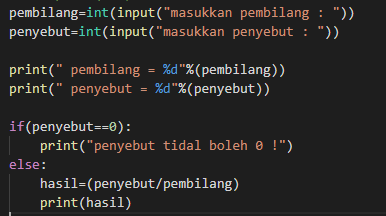 pembilang=int(input("masukkan pembilang : "))
penyebut=int(input("masukkan penyebut : "))
print(" pembilang = %d"%(pembilang))
print(" penyebut = %d"%(penyebut))
if(penyebut==0):
print("penyebut tidal boleh 0 !")
else:
hasil=(penyebut/pembilang)
print(hasil)